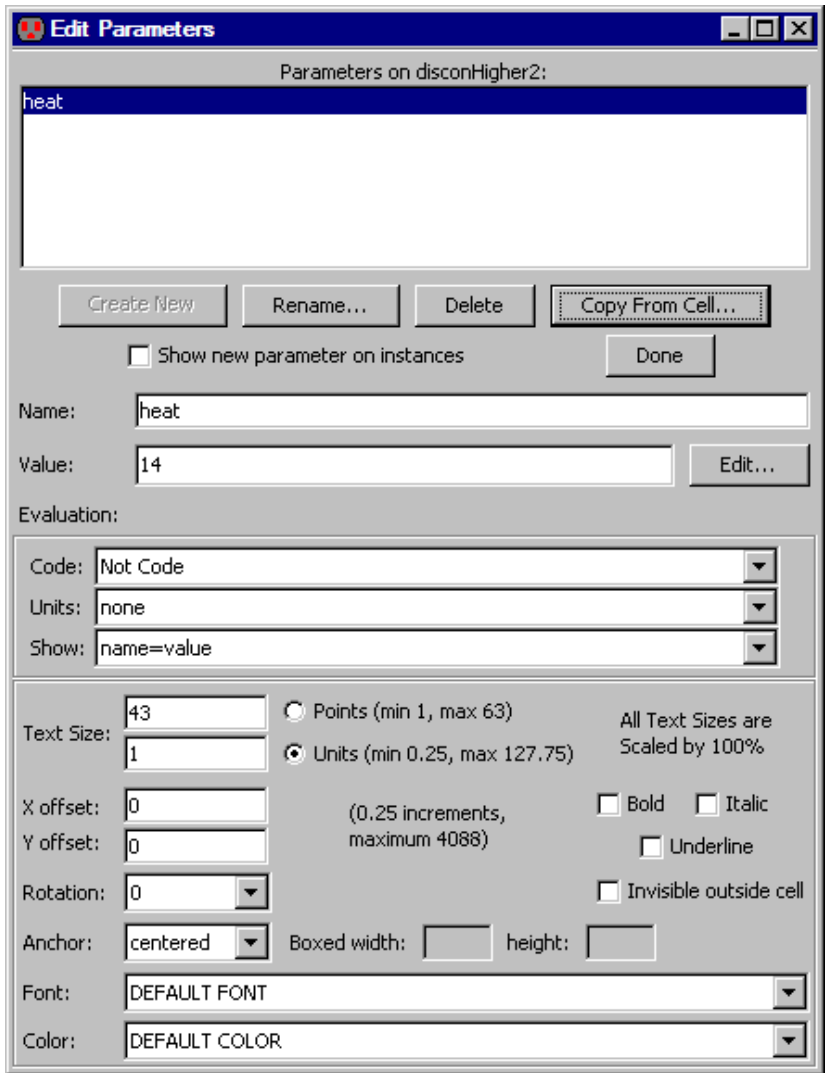 Edit Parameters
Parameters on disconHigher2:
heat
Create New Rename... Delete Copy From Cell...
Show new parameter on instances Done
Name: heat
Value: 14 Edit...
Evaluation:
Code: Not Code
Units: none
Show: name=value
Text Size: 43 Points (min 1, max 63)
1 Units (min 0.25, max 127.75)
All Text Sizes are
Scaled by 100%
X offset: 0
Y offset: 0
(0.25 increments,
maximum 4088)
Bold Italic
Underline
Rotation: 0 Invisible outside cell
Anchor: centered Boxed width: height:
Font: DEFAULT FONT
Color: DEFAULT COLOR